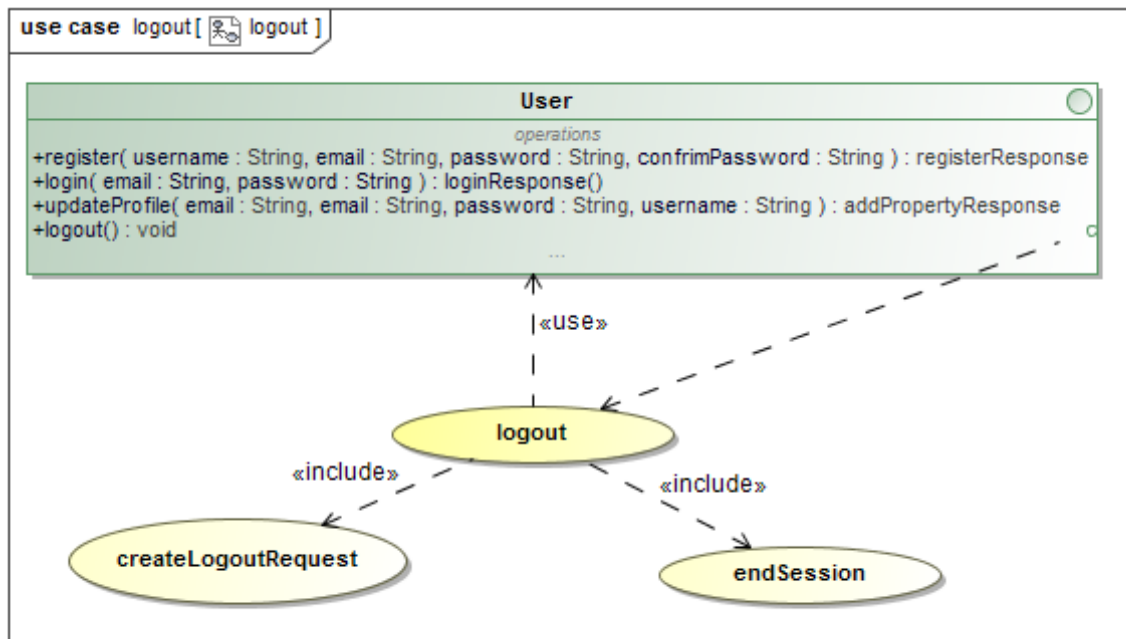 use case logout[ logout ]
User
operations
+register( username : String, email : String, password : String, confrimPassword : String ) : registerResponse
+login( email : String, password : String ) : loginResponse()
+updateProfile( email : String, email : String, password : String, username : String ) : addPropertyResponse
+logout() : void
...
«use»
logout
«include»
«include»
createLogoutRequest
endSession